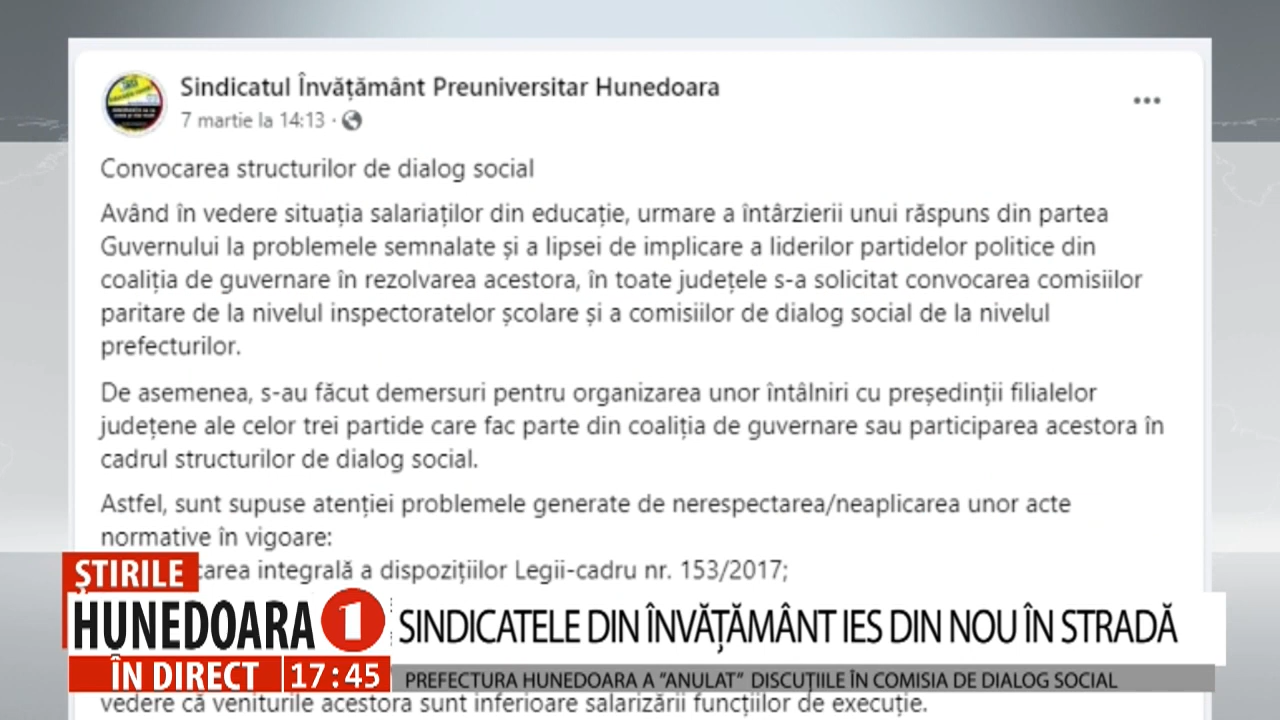 Sindicatul Învățământ Preuniversitar Hunedoara
7 martie la 14:13 ·
Convocarea structurilor de dialog social
Având în vedere situația salariaților din educație, urmare a întârzierii unui răspuns din partea
Guvernului la problemele semnalate și a lipsei de implicare a liderilor partidelor politice din
coaliția de guvernare în rezolvarea acestora, în toate județele s-a solicitat convocarea comisiilor
paritare de la nivelul inspectoratelor școlare și a comisiilor de dialog social de la nivelul
prefecturilor.
De asemenea, s-au făcut demersuri pentru organizarea unor întâlniri cu președinții filialelor
județene ale celor trei partide care fac parte din coaliția de guvernare sau participarea acestora în
cadrul structurilor de dialog social.
Astfel, sunt supuse atenției problemele generate de nerespectarea/neaplicarea unor acte
normative în vigoare:
integrală a dispozițiilor Legii-cadru nr. 153/2017;
ŞTIRILE
HUNEDOARA 1
ÎN DIRECT 17:45
SINDICATELE DIN ÎNVĂȚĂMÂNT IES DIN NOU ÎN STRADĂ
PREFECTURA HUNEDOARA A "ANULAT" DISCUȚIILE ÎN COMISIA DE DIALOG SOCIAL
vedere că veniturile acestora sunt inferioare salarizării funcțiilor de execuție.